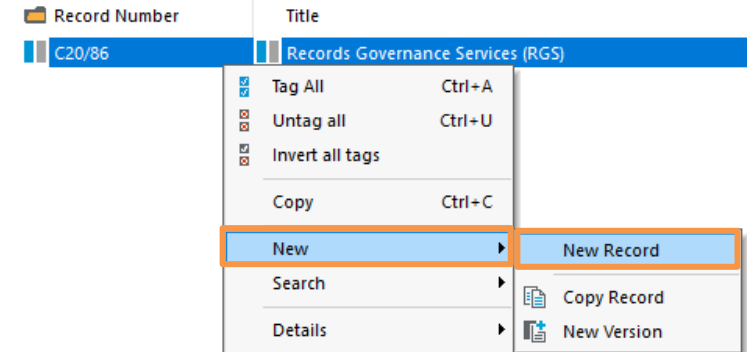 Record Number Title
C20/86 Records Governance Services (RGS)
Tag All Ctrl+A
Untag all Ctrl+U
Invert all tags
Copy Ctrl+C
New New Record
Search
Copy Record
Details New Version